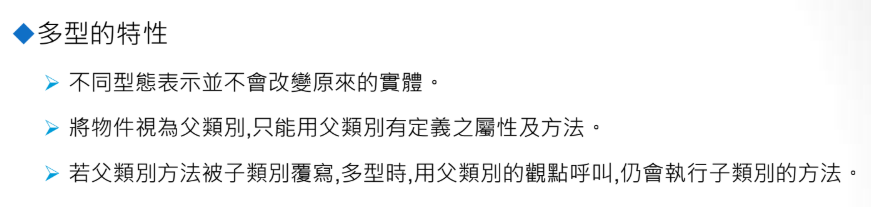 ◆多型的特性
➢ 不同型態表示並不會改變原來的實體。
➢ 將物件視為父類別,只能用父類別有定義之屬性及方法。
➢ 若父類別方法被子類別覆寫,多型時,用父類別的觀點呼叫,仍會執行子類別的方法。